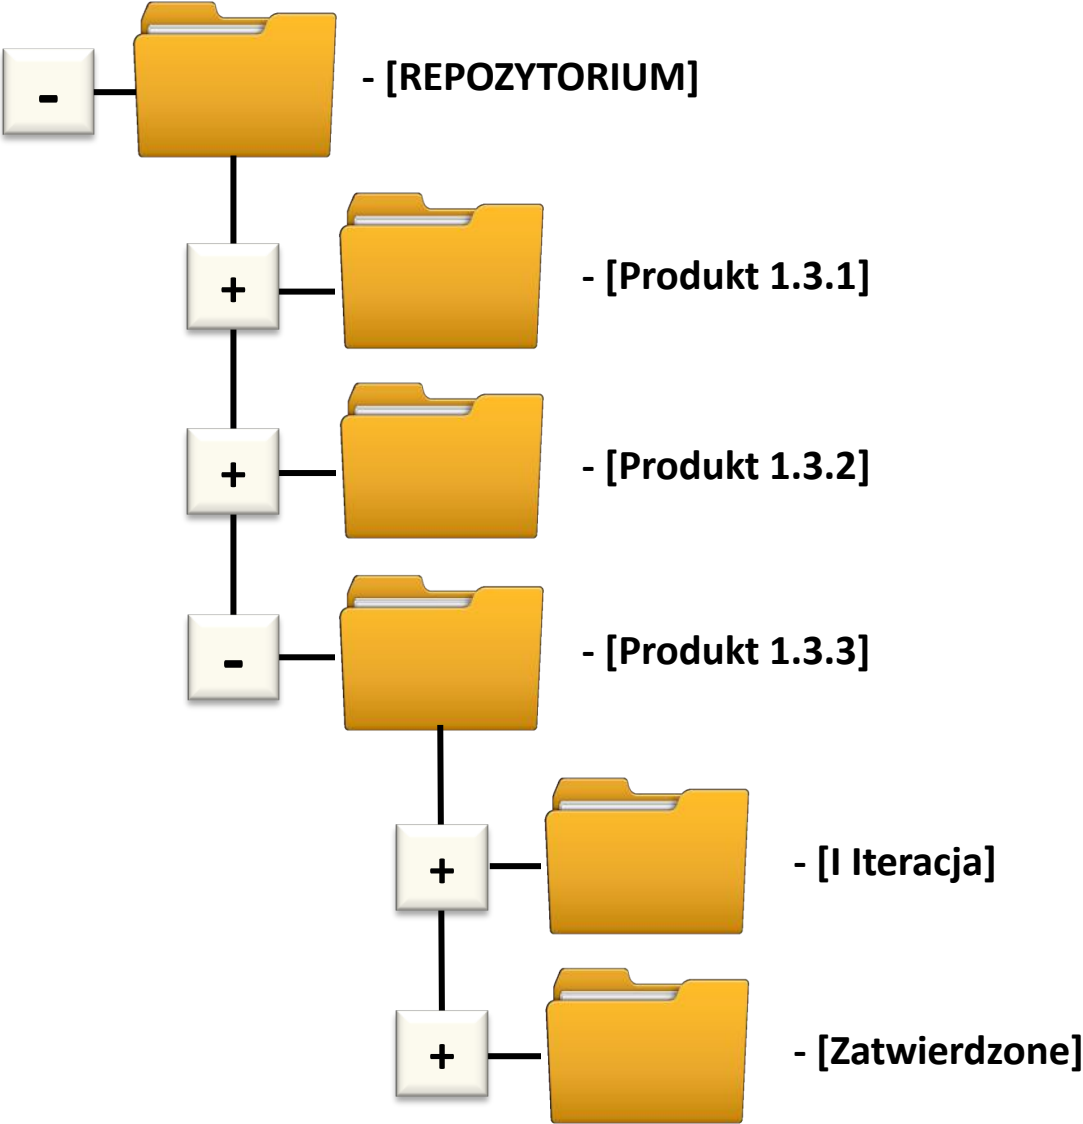 - - [REPOZYTORIUM]
+ - [Produkt 1.3.1]
+ - [Produkt 1.3.2]
- - [Produkt 1.3.3]
+ - [I Iteracja]
+ - [Zatwierdzone]